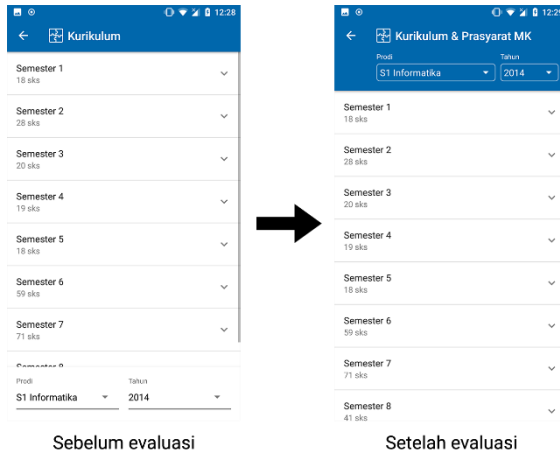 12:28
Kurikulum
Semester 1
18 sks
Semester 2
28 sks
Semester 3
20 sks
Semester 4
19 sks
Semester 5
18 sks
Semester 6
59 sks
Semester 7
71 sks
Semester 8
Prodi Tahun
S1 Informatika 2014
Sebelum evaluasi
12:29
Kurikulum & Prasyarat MK
Prodi Tahun
S1 Informatika 2014
Semester 1
18 sks
Semester 2
28 sks
Semester 3
20 sks
Semester 4
19 sks
Semester 5
18 sks
Semester 6
59 sks
Semester 7
71 sks
Semester 8
41 sks
Setelah evaluasi